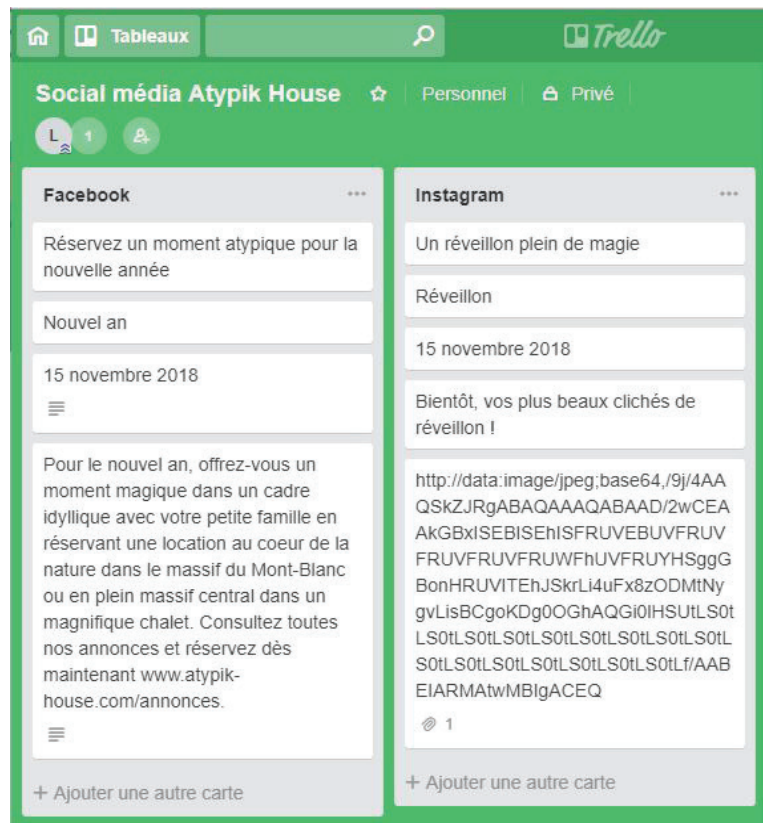 Tableaux
Trello
Social média Atypik House
Personnel
Privé
L
1
Facebook
Réservez un moment atypique pour la
nouvelle année
Nouvel an
15 novembre 2018
Pour le nouvel an, offrez-vous un
moment magique dans un cadre
idyllique avec votre petite famille en
réservant une location au coeur de la
nature dans le massif du Mont-Blanc
ou en plein massif central dans un
magnifique chalet. Consultez toutes
nos annonces et réservez dès
maintenant www.atypik-
house.com/annonces.
+ Ajouter une autre carte
Instagram
Un réveillon plein de magie
Réveillon
15 novembre 2018
Bientôt, vos plus beaux clichés de
réveillon !
http://data:image/jpeg;base64,/9j/4AA
QSkZJRgABAQAAAQABAAD/2wCEA
AkGBxISEBISEhISFRUVEBUVFRUV
FRUVFRUVFRUWFhUVFRUYHSggG
BonHRUVITEhJSkrLi4uFx8zODMtNy
gvLisBCgoKDg0OGhAQGi0lHSUtLS0t
LS0tLS0tLS0tLS0tLS0tLS0tLS0tLS0tL
S0tLS0tLS0tLS0tLS0tLS0tLS0tLf/AAB
EIARMAtwMBIgACEQ
1
+ Ajouter une autre carte